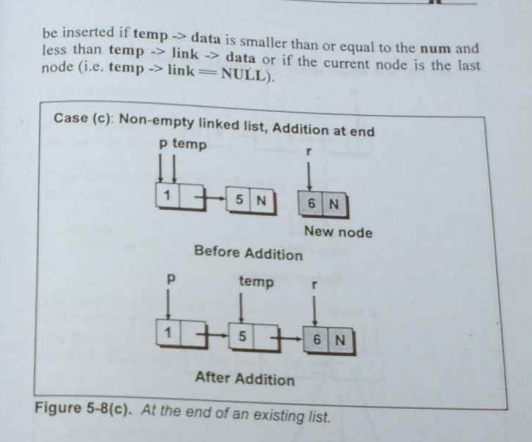 be inserted if temp -> data is smaller than or equal to the num and
less than temp -> link -> data or if the current node is the last
node (i.e. temp -> link == NULL).
Case (c): Non-empty linked list, Addition at end
p temp
r
1
5 N
6 N
New node
Before Addition
p
temp
r
1
5
6 N
After Addition
Figure 5-8(c). At the end of an existing list.